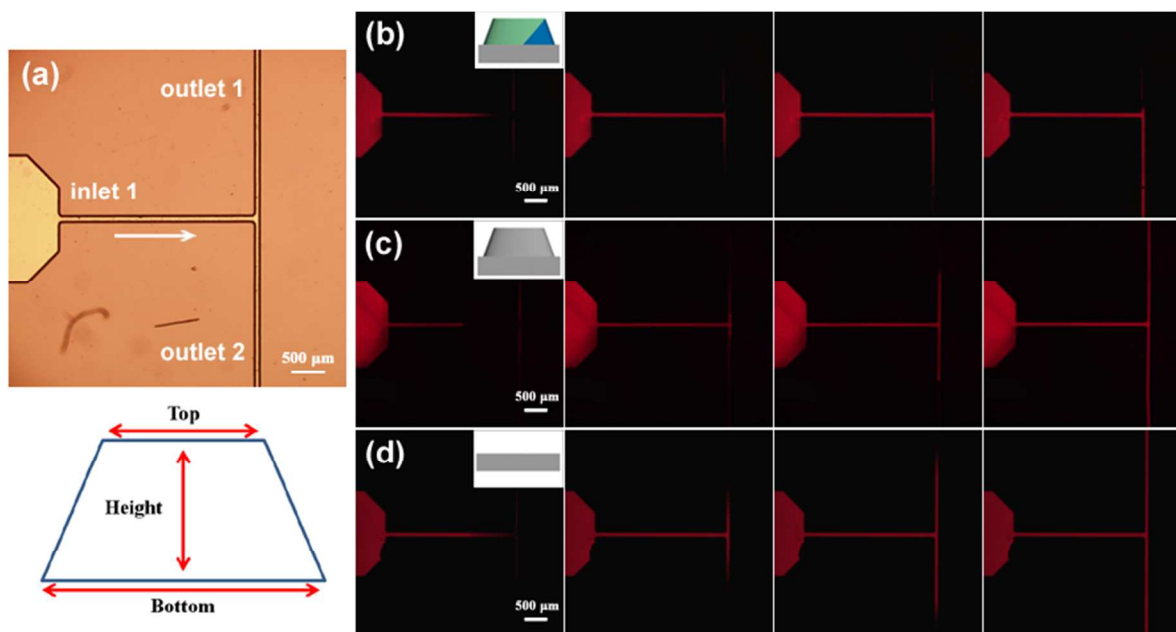 (a)
outlet 1
inlet 1
outlet 2
500 µm
Top
Height
Bottom
(b)
500 µm
(c)
500 µm
(d)
500 µm